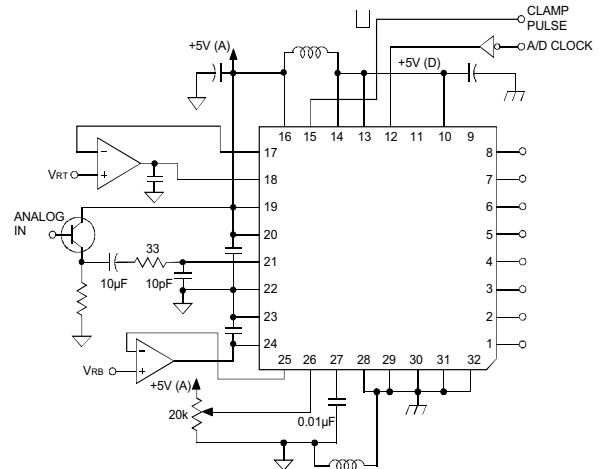 CLAMP
PULSE
A/D CLOCK
+5V (A)
+5V (D)
16 15 14 13 12 11 10 9
17
18
19
20
21
22
23
24
8
7
6
5
4
3
2
1
25 26 27 28 29 30 31 32
VRT
ANALOG
IN
33
10µF
10pF
VRB
+5V (A)
20k
0.01µF